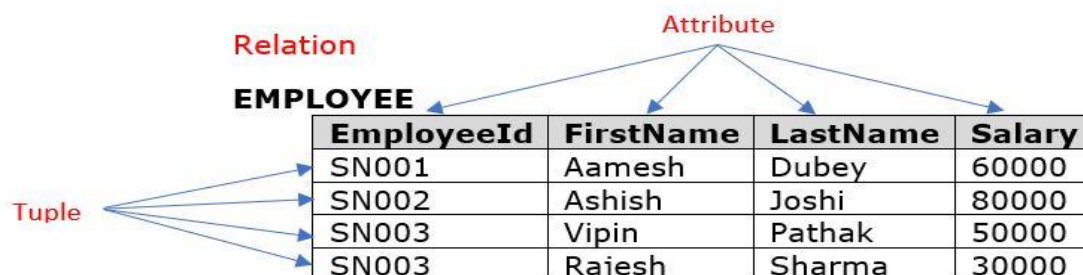 Attribute
Relation
EMPLOYEE
EmployeeId FirstName LastName Salary
SN001 Aamesh Dubey 60000
SN002 Ashish Joshi 80000
Tuple
SN003 Vipin Pathak 50000
SN003 Rajesh Sharma 30000